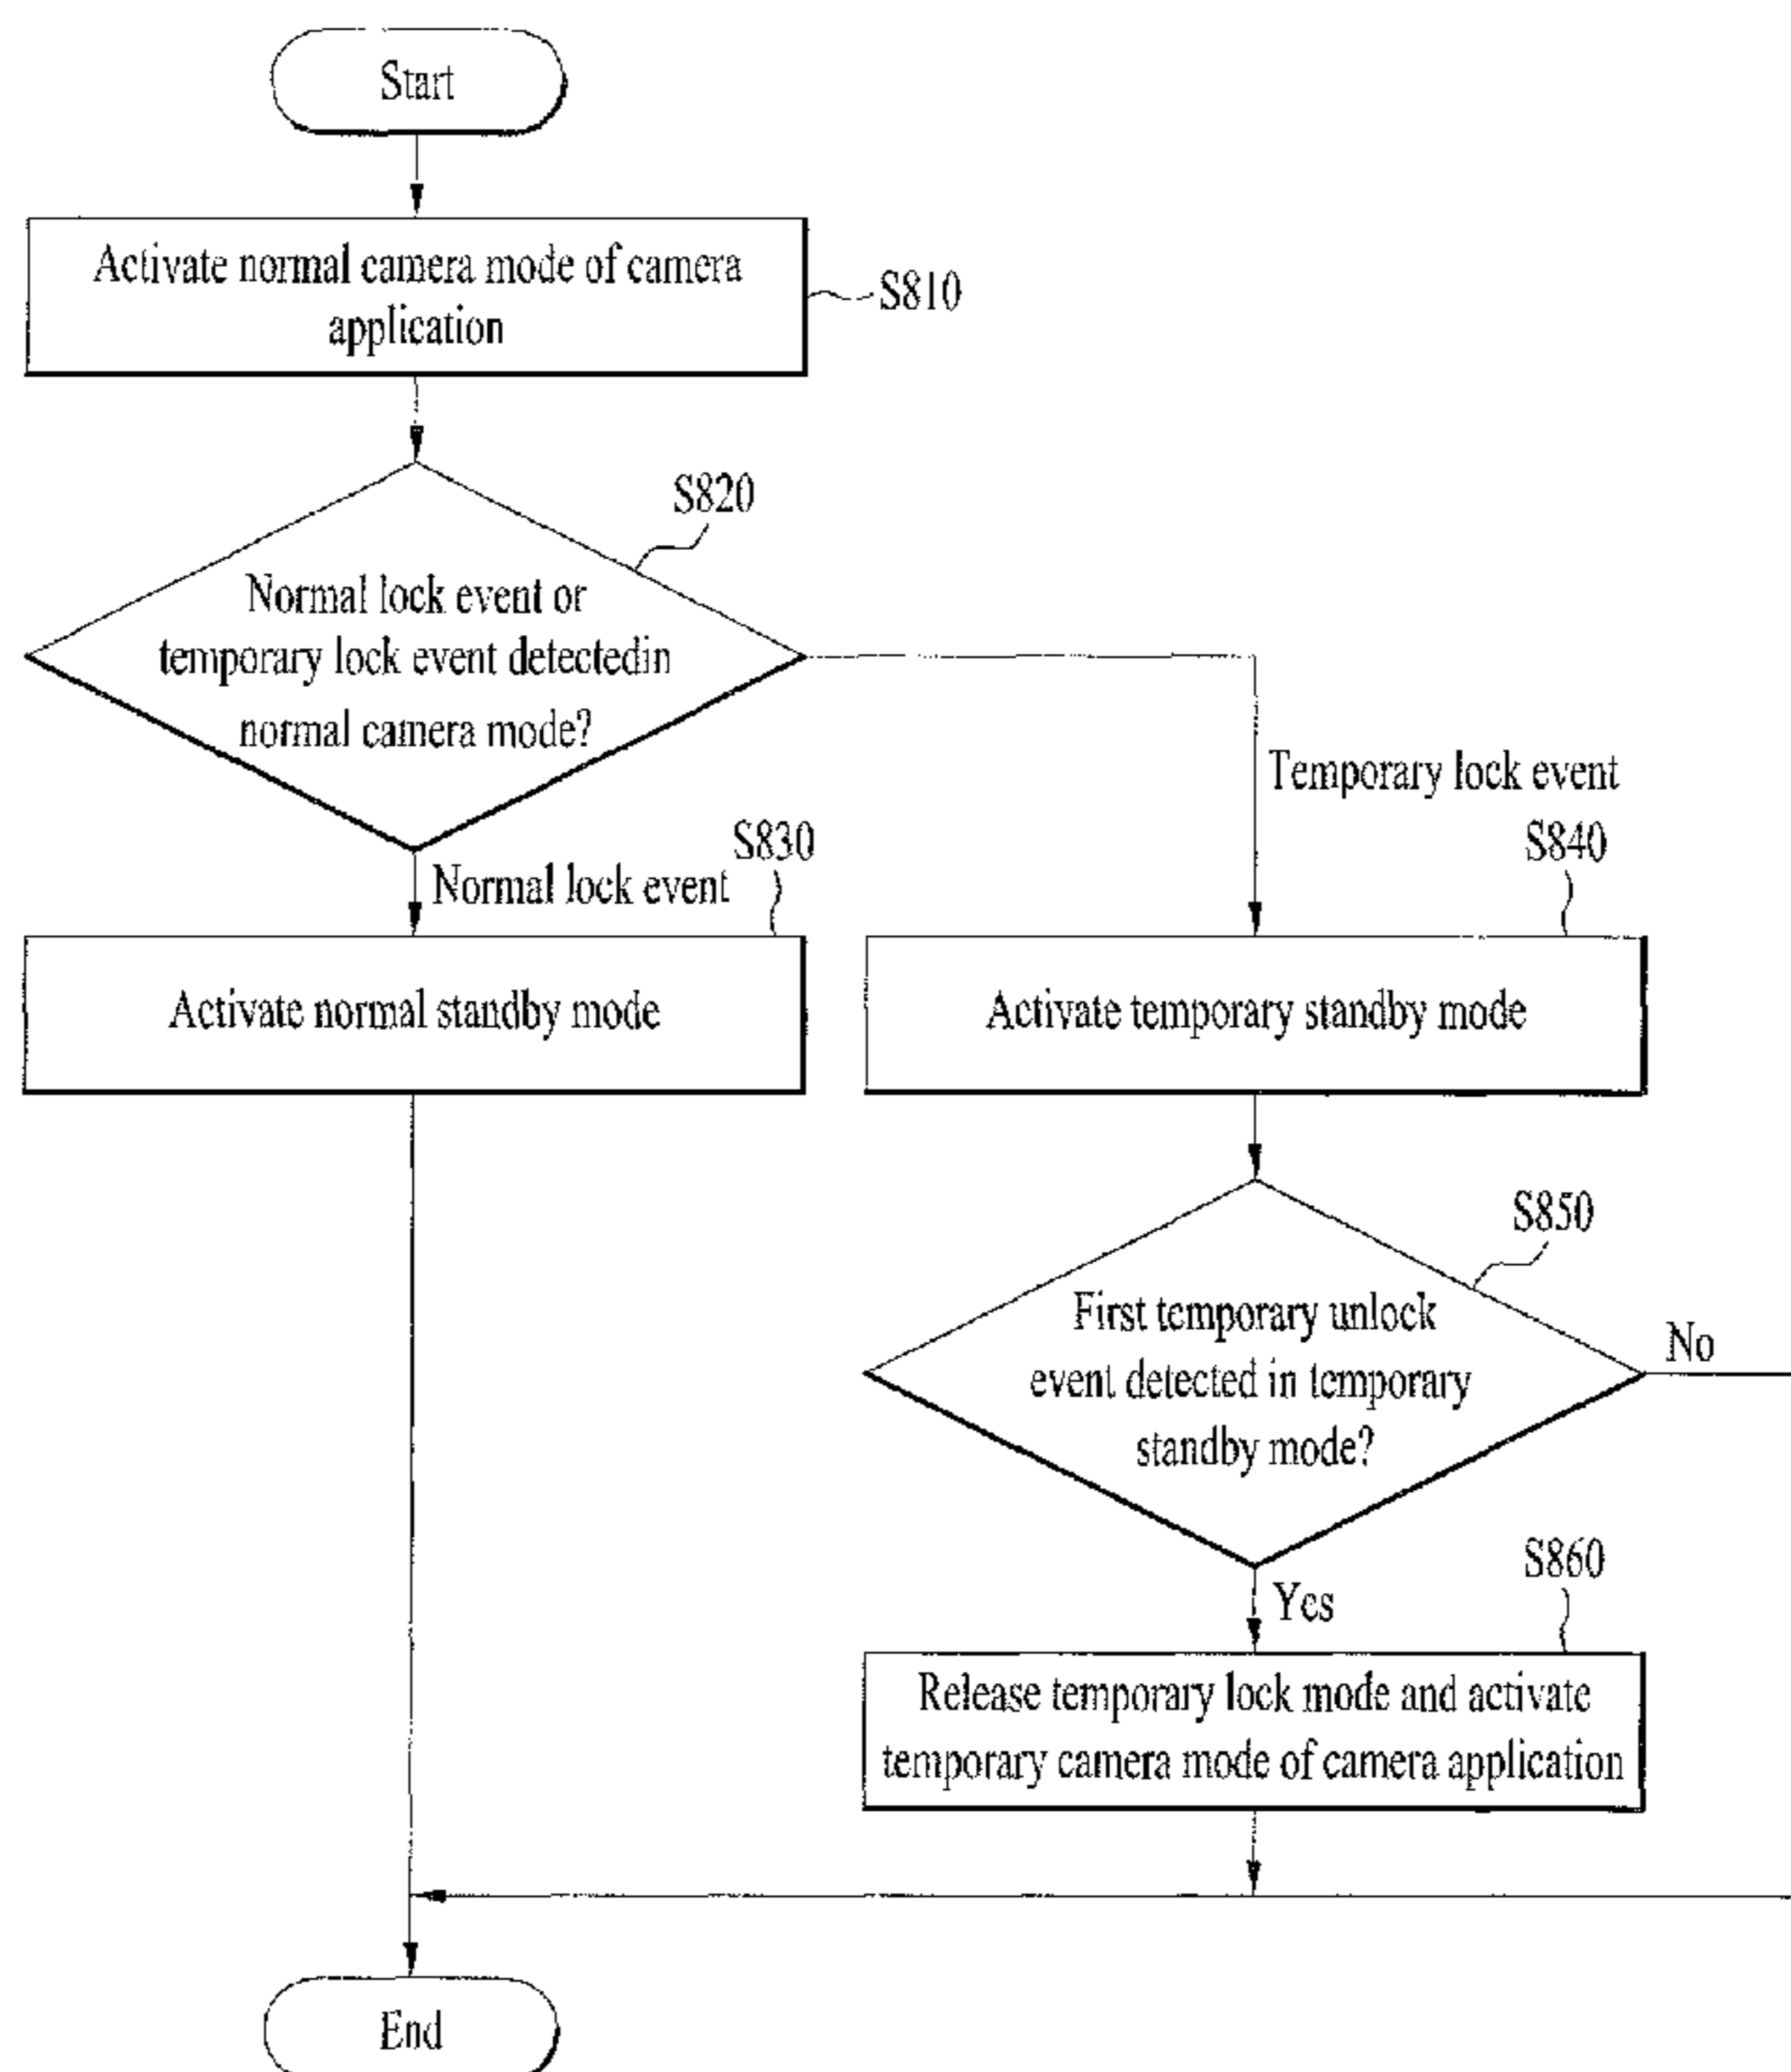 Start
Activate normal camera mode of camera
application
S810
S820
Normal lock event or
temporary lock event detectedin
normal camera mode?
Temporary lock event
S830
S840
Normal lock event
Activate normal standby mode
Activate temporary standby mode
S850
First temporary unlock
event detected in temporary
standby mode?
No
S860
Yes
Release temporary lock mode and activate
temporary camera mode of camera application
End